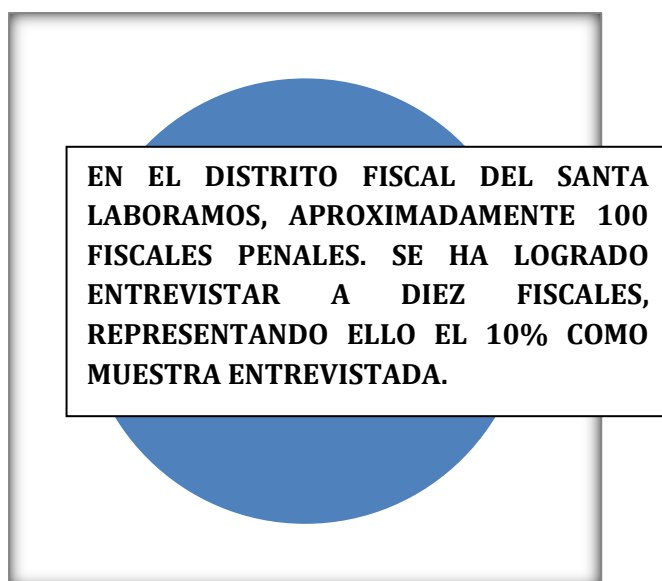 EN EL DISTRITO FISCAL DEL SANTA
LABORAMOS, APROXIMADAMENTE 100
FISCALES PENALES. SE HA LOGRADO
ENTREVISTAR A DIEZ FISCALES,
REPRESENTANDO ELLO EL 10% COMO
MUESTRA ENTREVISTADA.